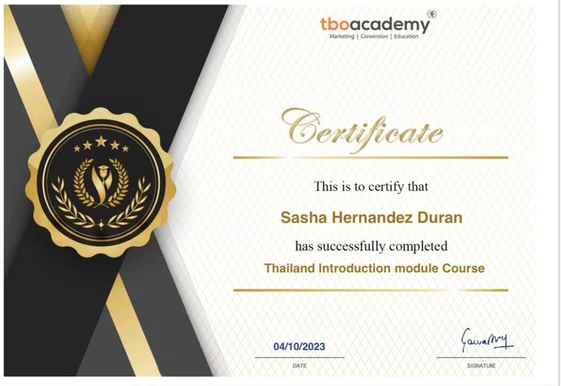 tboacademy
Marketing | Conversion | Education
Certificate
This is to certify that
Sasha Hernandez Duran
has successfully completed
Thailand Introduction module Course
04/10/2023
DATE
SIGNATURE